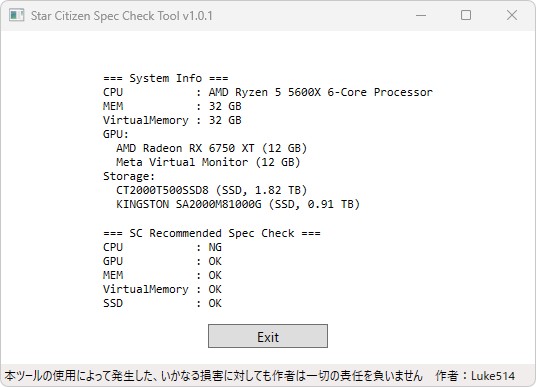 Star Citizen Spec Check Tool v1.0.1
=== System Info ===
CPU : AMD Ryzen 5 5600X 6-Core Processor
MEM : 32 GB
VirtualMemory : 32 GB
GPU:
AMD Radeon RX 6750 XT (12 GB)
Meta Virtual Monitor (12 GB)
Storage:
CT2000T500SSD8 (SSD, 1.82 TB)
KINGSTON SA2000M81000G (SSD, 0.91 TB)
=== SC Recommended Spec Check ===
CPU : NG
GPU : OK
MEM : OK
VirtualMemory : OK
SSD : OK
Exit
本ツールの使用によって発生した、いかなる損害に対しても作者は一切の責任を負いません 作者：Luke514